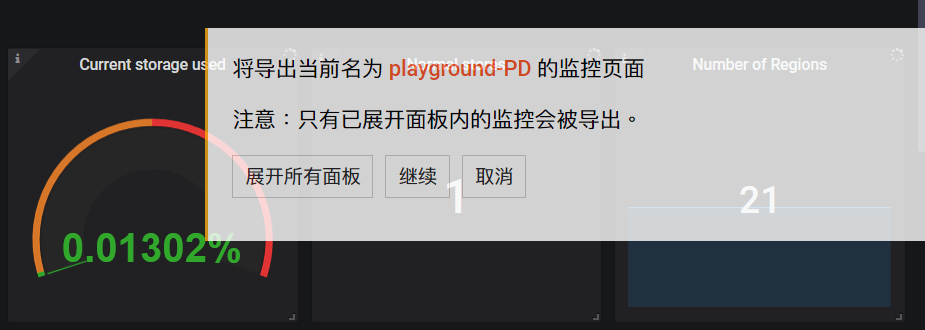 Current storage used
Normal stores
Number of Regions
将导出当前名为 playground-PD 的监控页面
注意：只有已展开面板内的监控会被导出。
展开所有面板
继续
取消
0.01302%
1
21